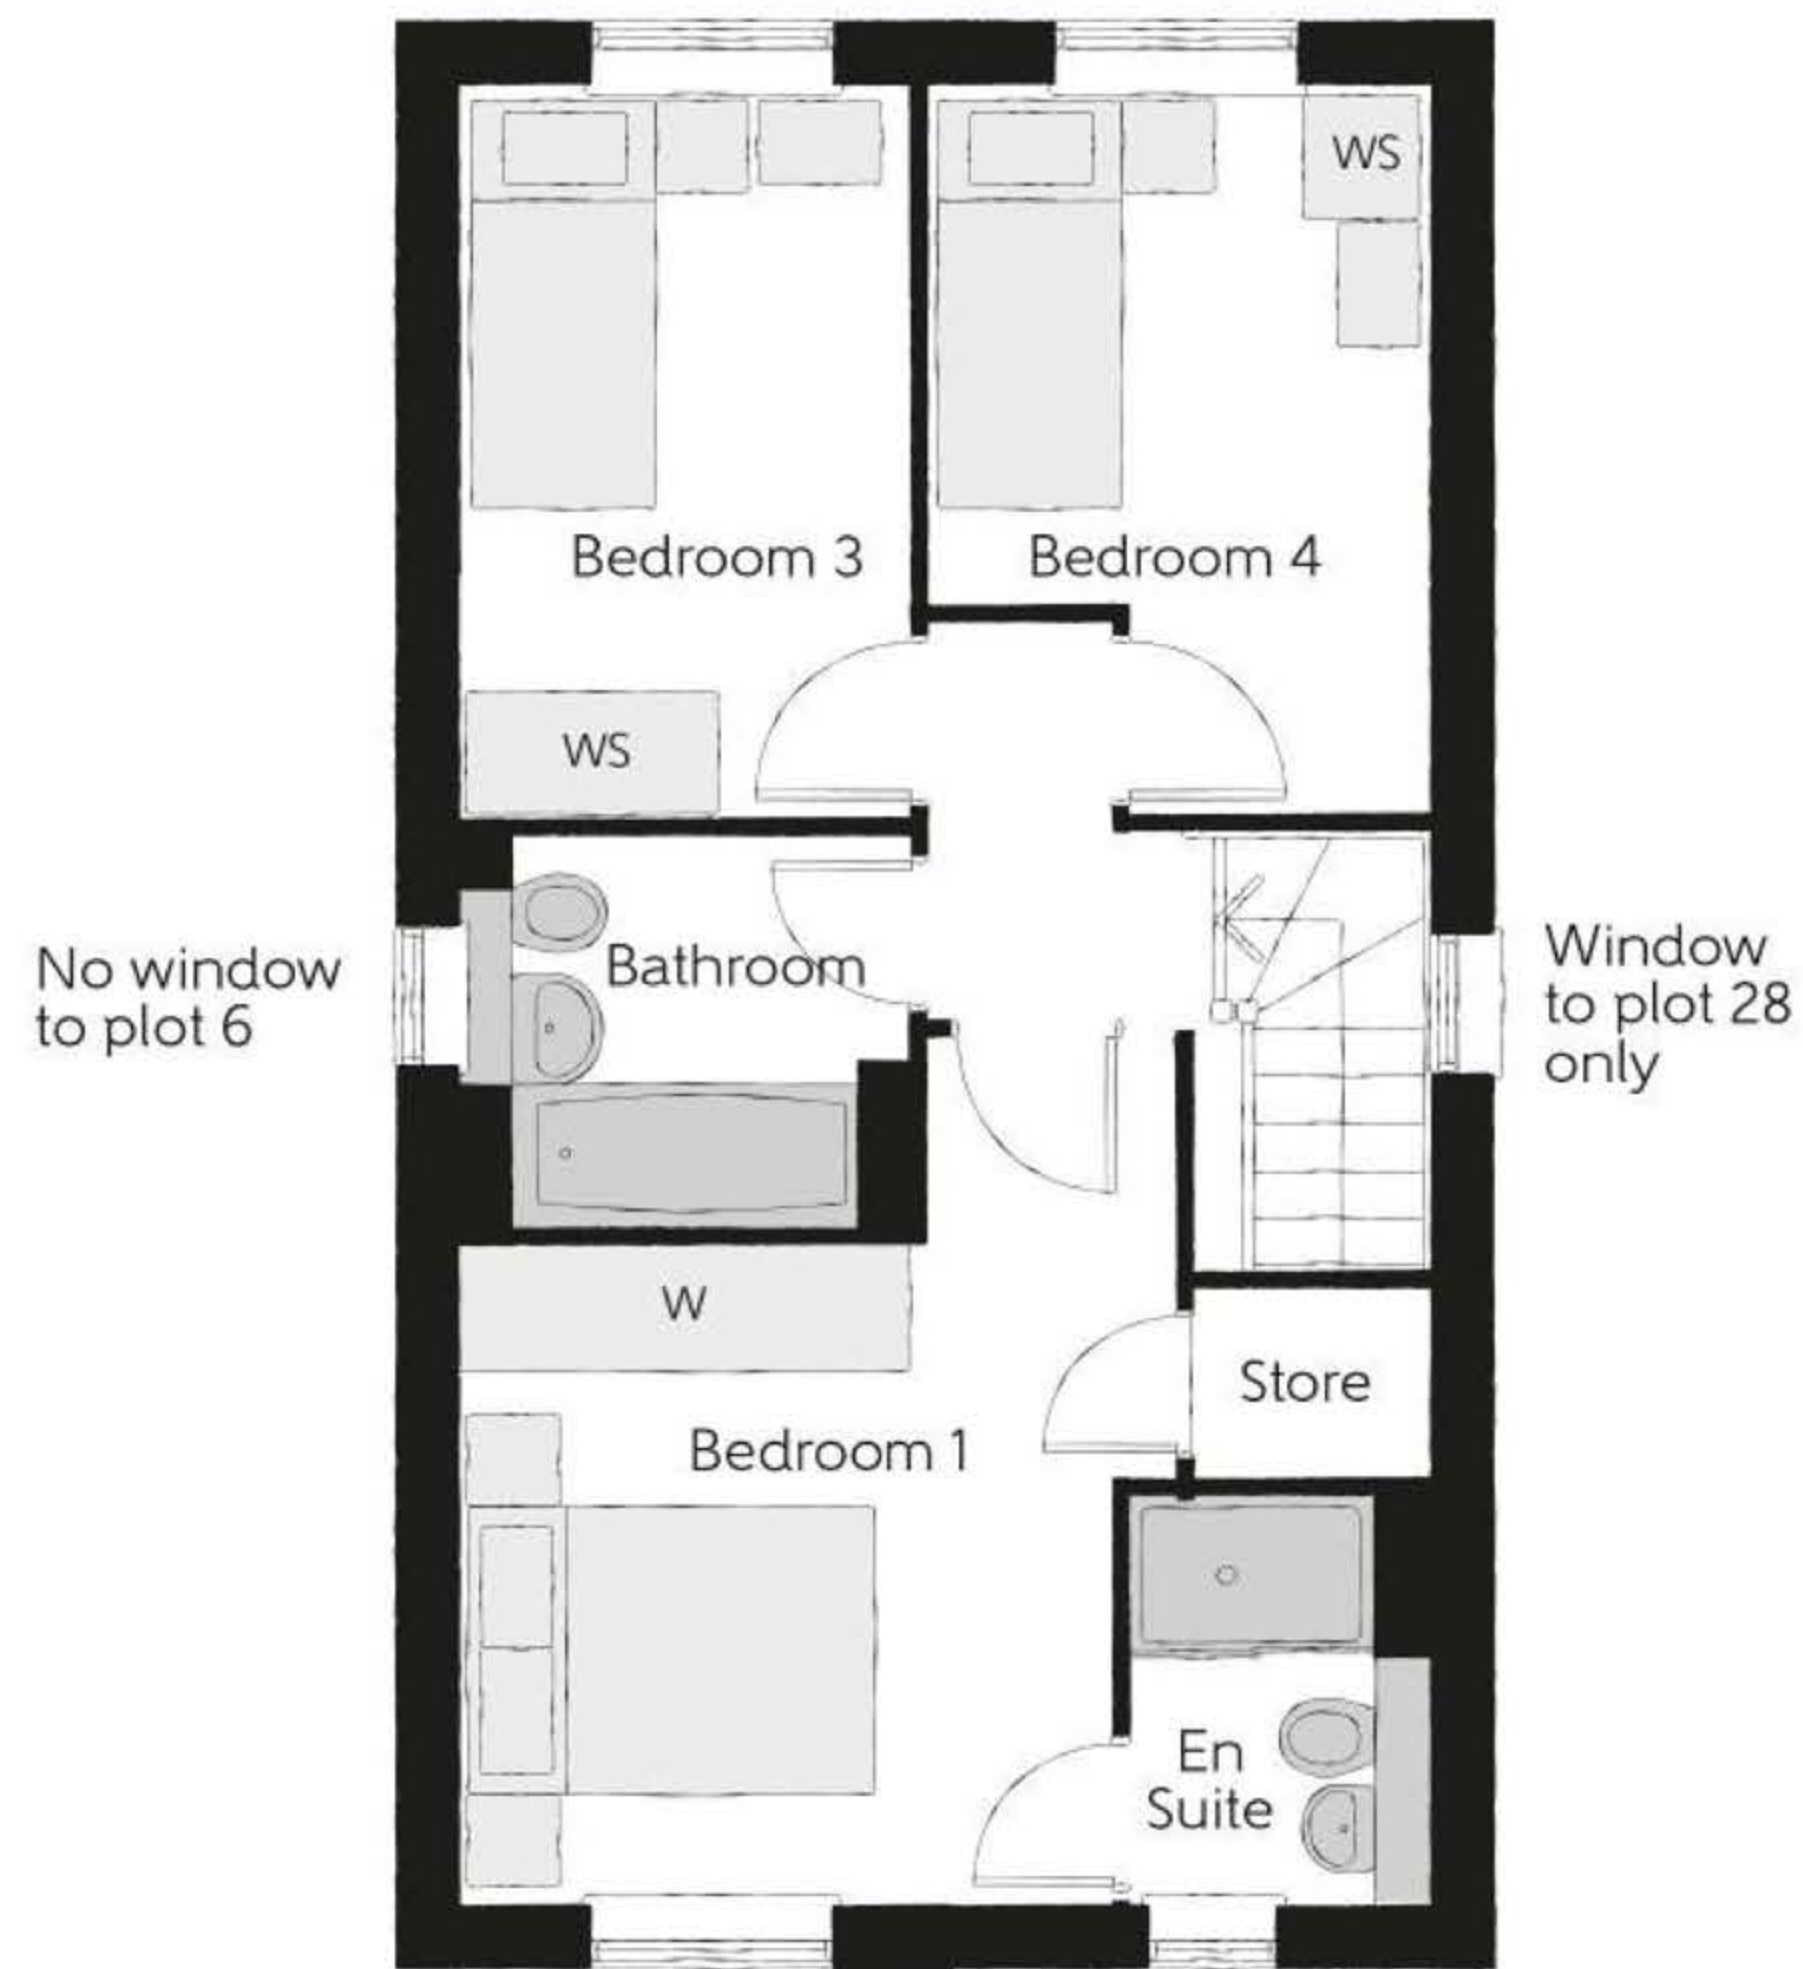 WS
Bedroom 3
Bedroom 4
WS
No window
to plot 6
Bathroom
Window
to plot 28
only
W
Store
Bedroom 1
En
Suite